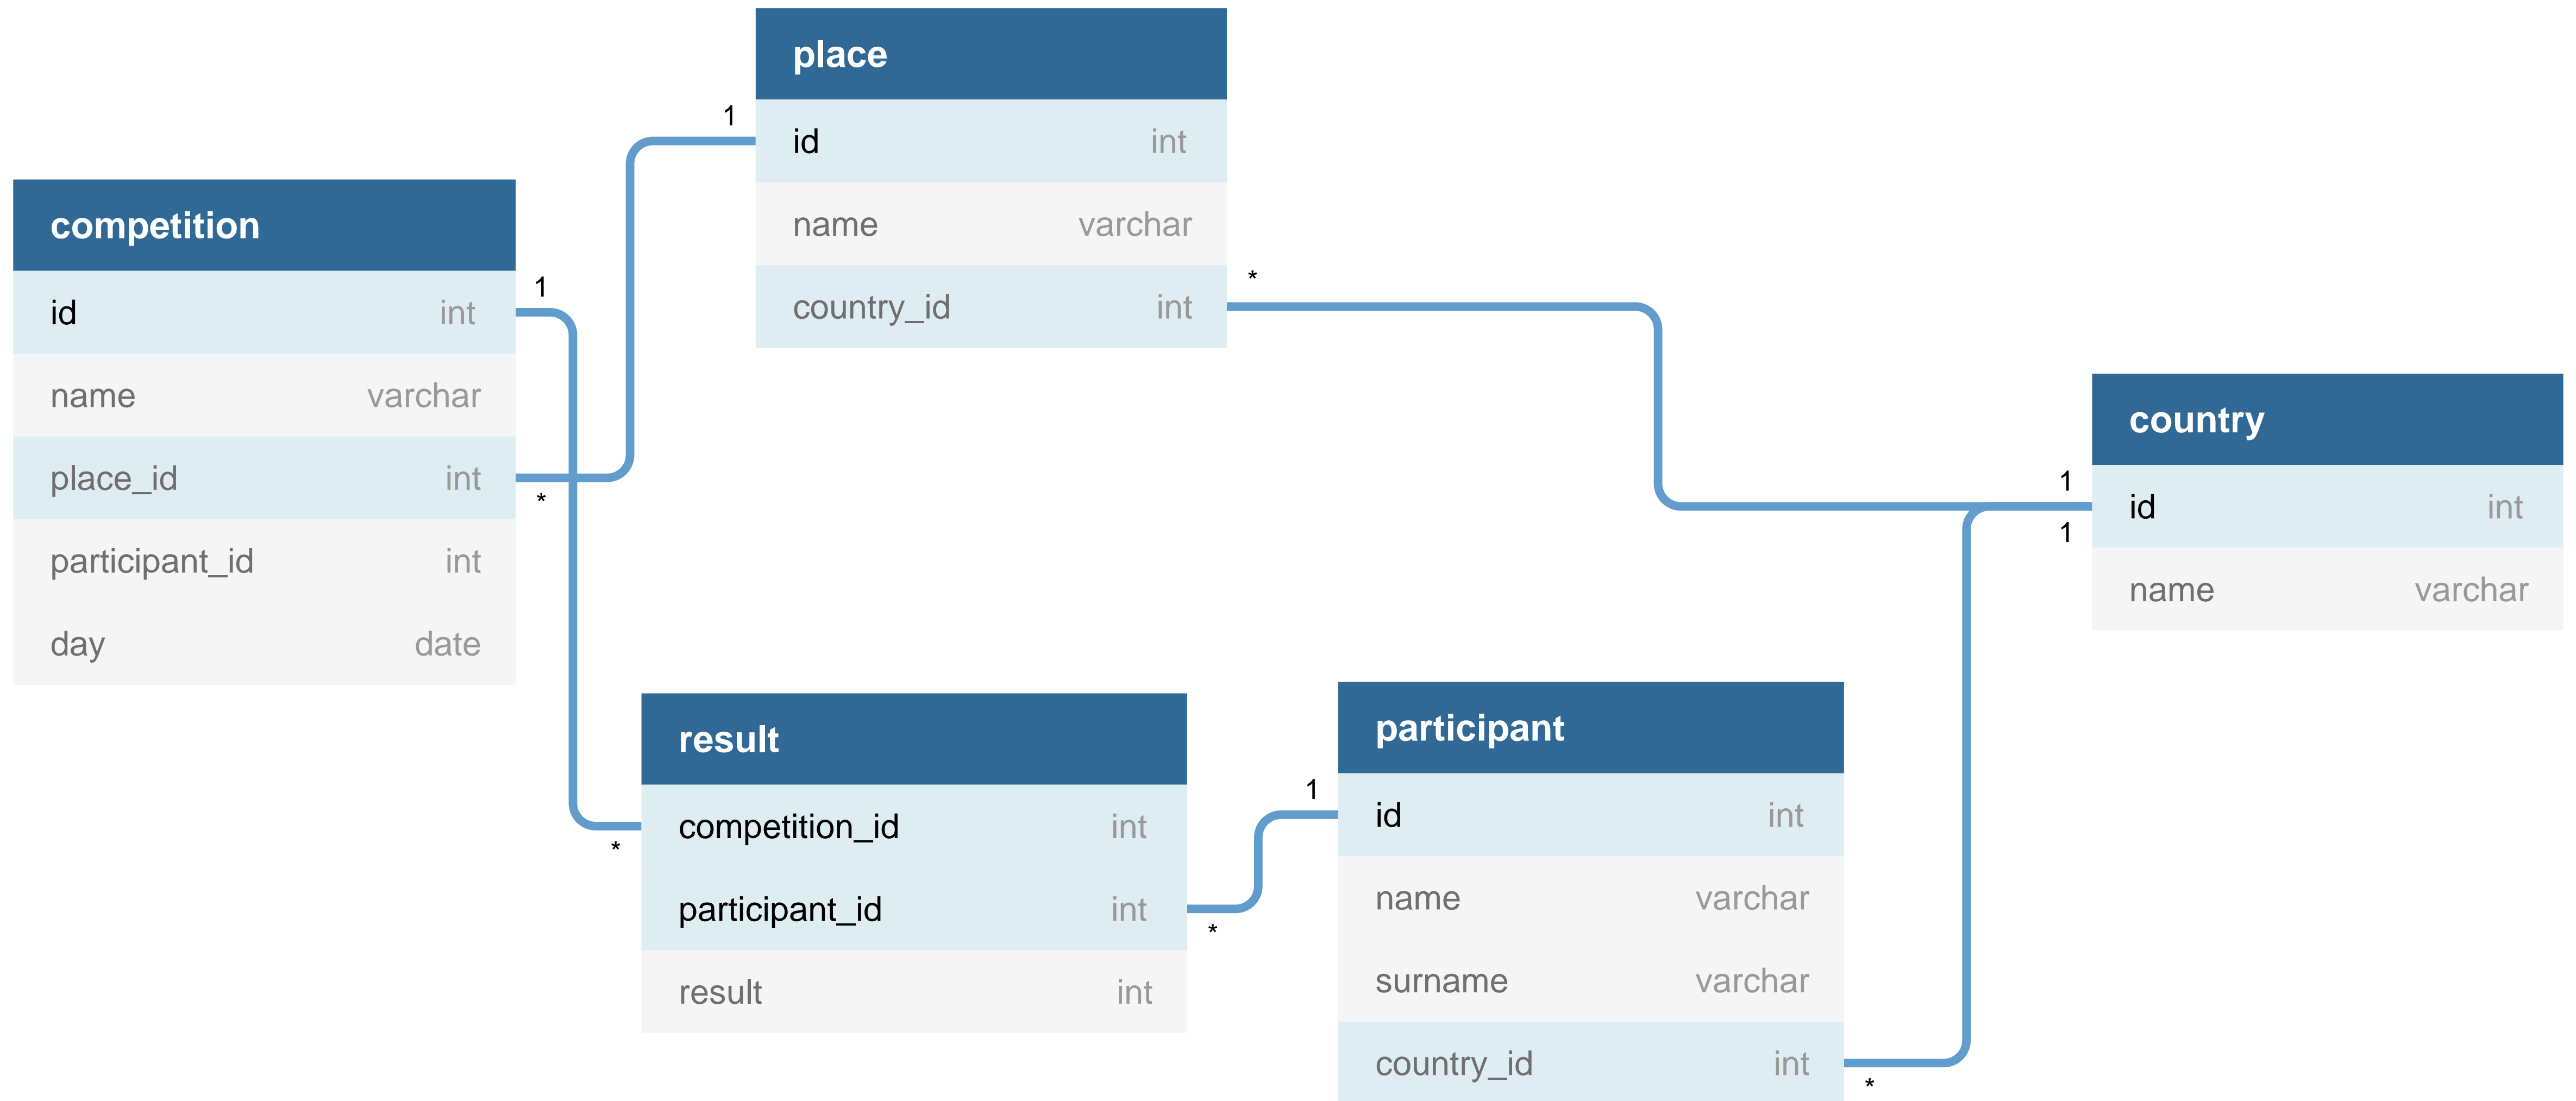 place
1
id int
name varchar
*
country_id int
competition
1
id int
name varchar
place_id int
*
participant_id int
day date
country
1
id int
1
name varchar
result
competition_id int
*
participant_id int
*
result int
participant
1
id int
name varchar
surname varchar
country_id int
*